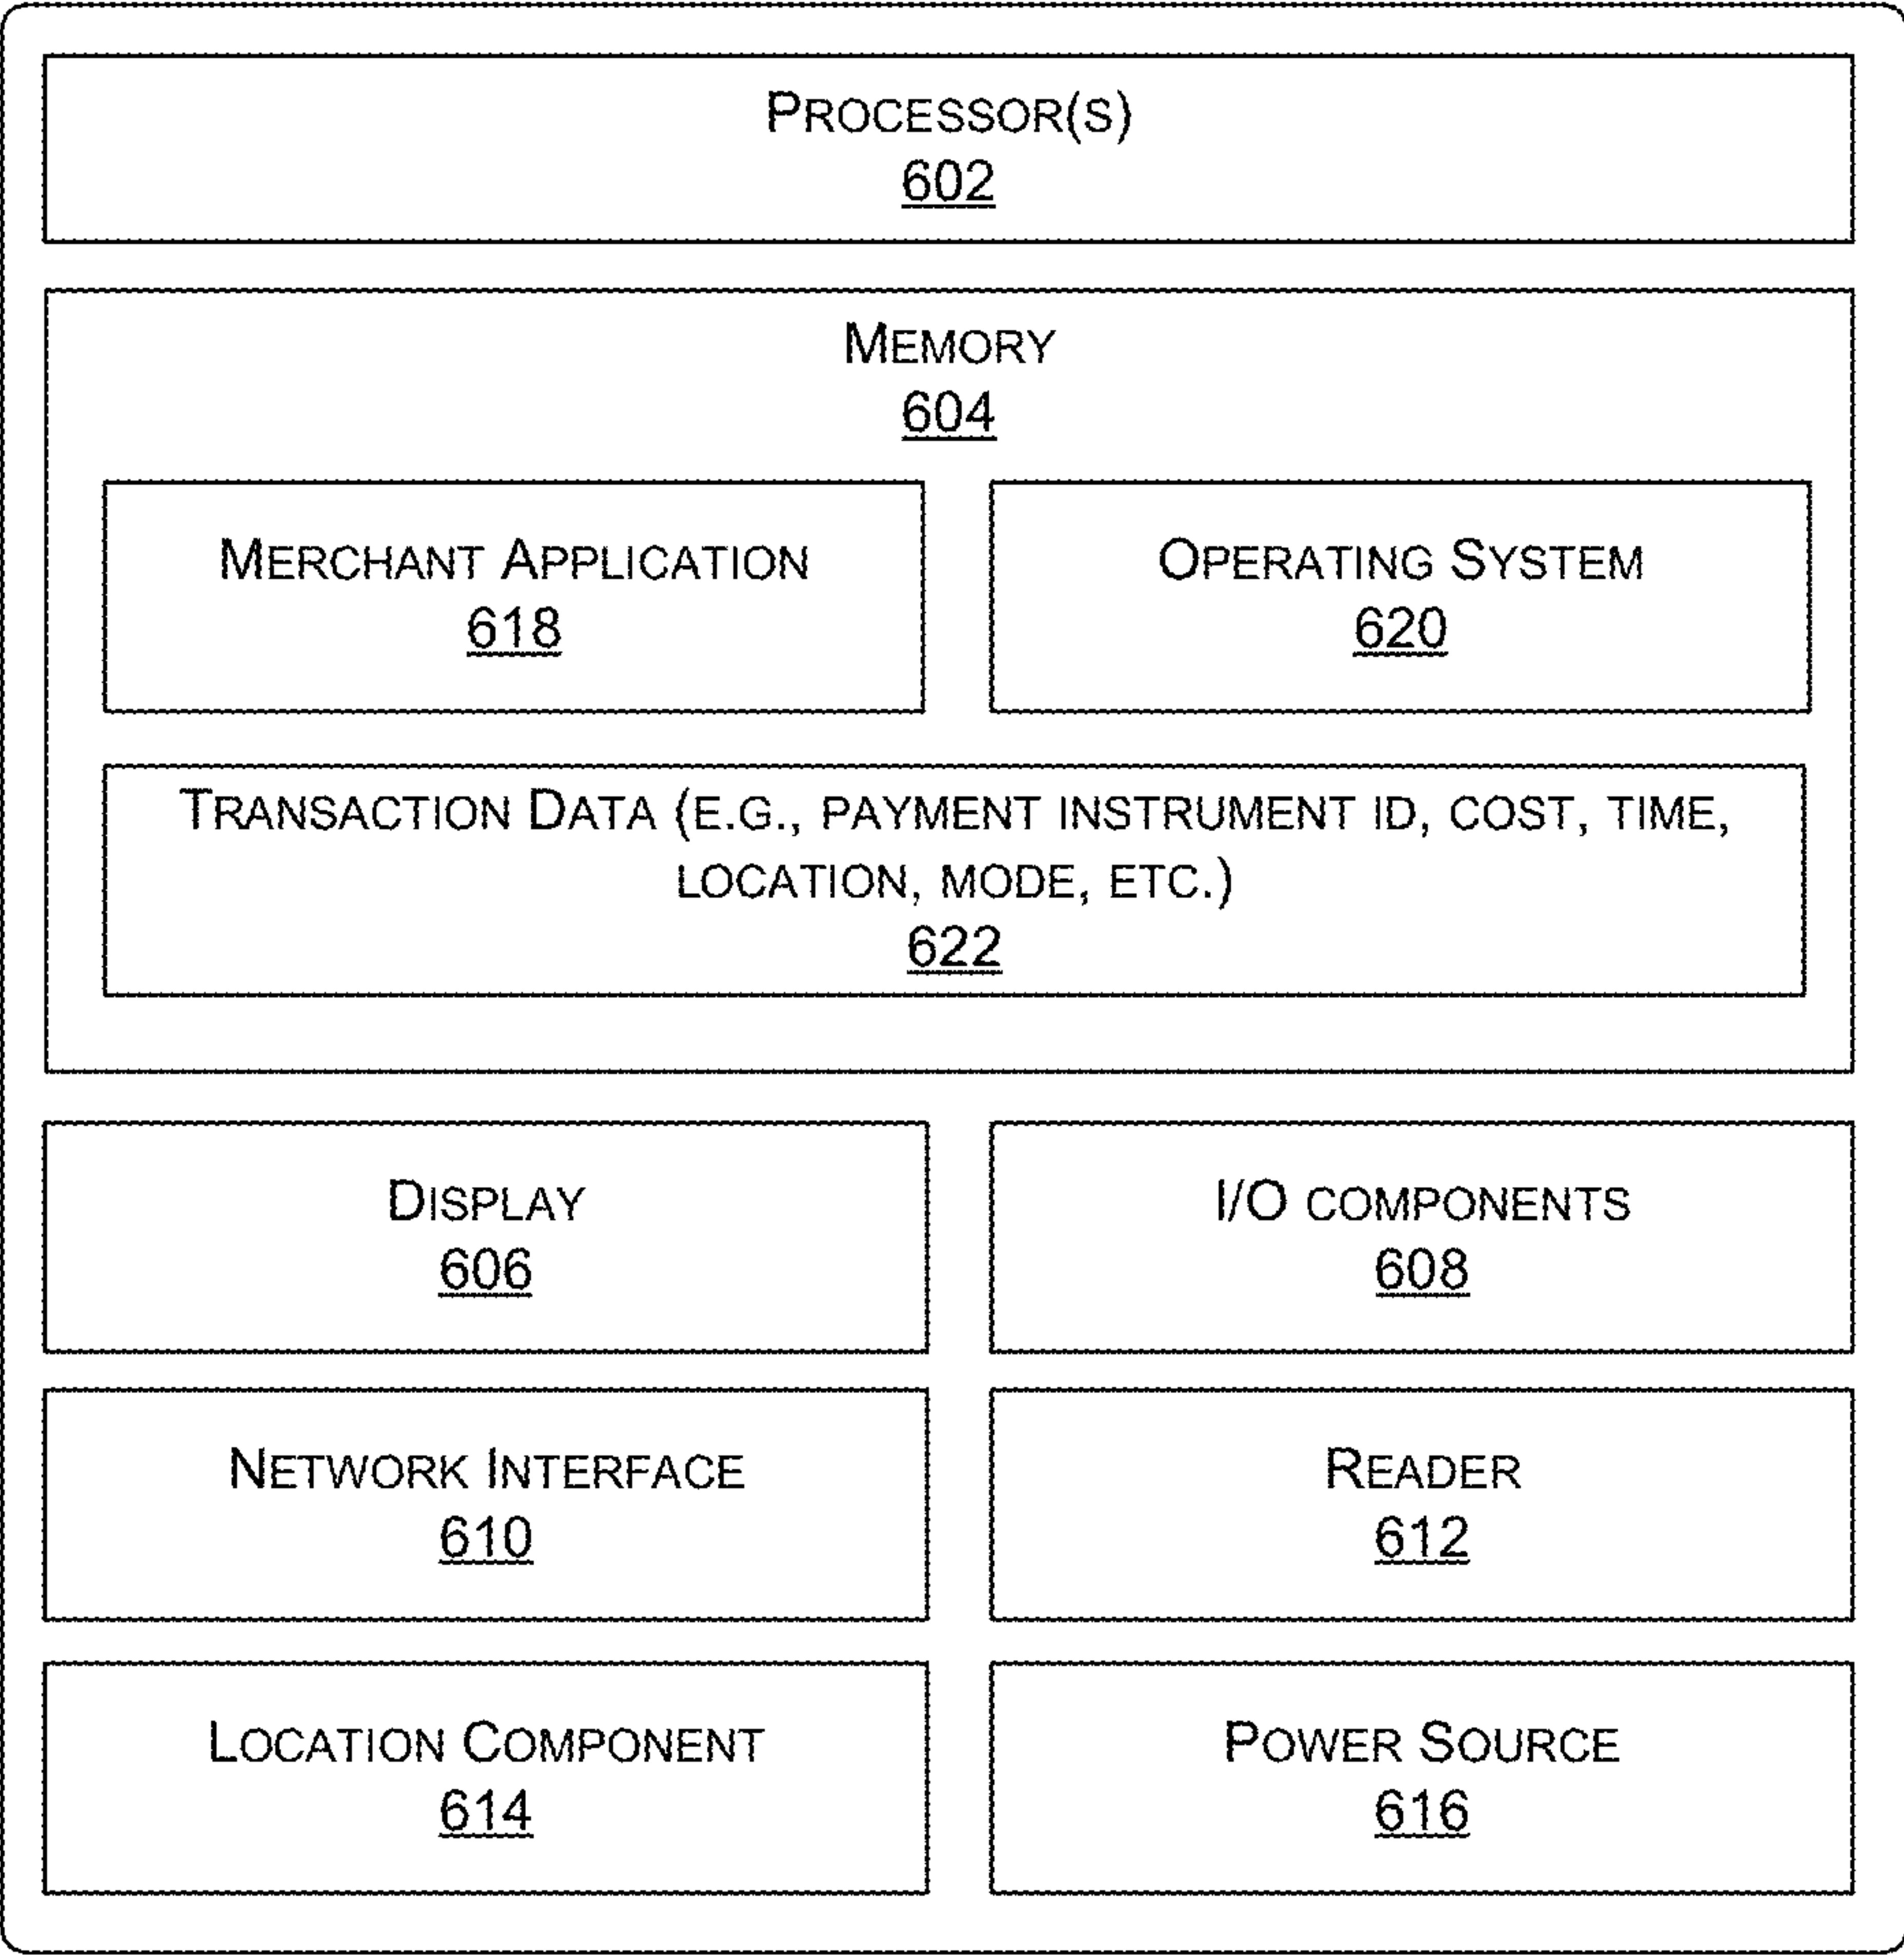 PROCESSOR(S)
602
MEMORY
604
MERCHANT APPLICATION
618
OPERATING SYSTEM
620
TRANSACTION DATA (E.G., PAYMENT INSTRUMENT ID, COST, TIME,
LOCATION, MODE, ETC.)
622
DISPLAY
606
I/O COMPONENTS
608
NETWORK INTERFACE
610
READER
612
LOCATION COMPONENT
614
POWER SOURCE
616